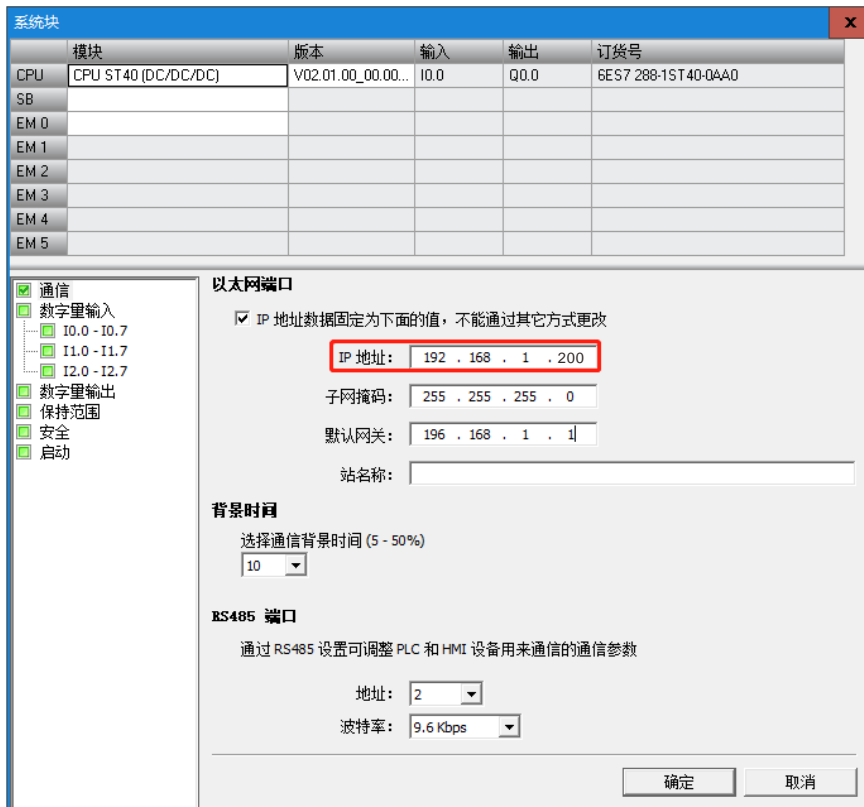 系统块
模块 版本 输入 输出 订货号
CPU CPU ST40 (DC/DC/DC) V02.01.00_00.00... I0.0 Q0.0 6ES7 288-1ST40-0AA0
SB
EM 0
EM 1
EM 2
EM 3
EM 4
EM 5
通信
数字量输入
I0.0 - I0.7
I1.0 - I1.7
I2.0 - I2.7
数字量输出
保持范围
安全
启动
以太网端口
IP 地址数据固定为下面的值，不能通过其它方式更改
IP 地址： 192 . 168 . 1 . 200
子网掩码： 255 . 255 . 255 . 0
默认网关： 196 . 168 . 1 . 1
站名称：
背景时间
选择通信背景时间 (5 - 50%)
10
RS485 端口
通过 RS485 设置可调整 PLC 和 HMI 设备用来通信的通信参数
地址： 2
波特率： 9.6 Kbps
确定 取消